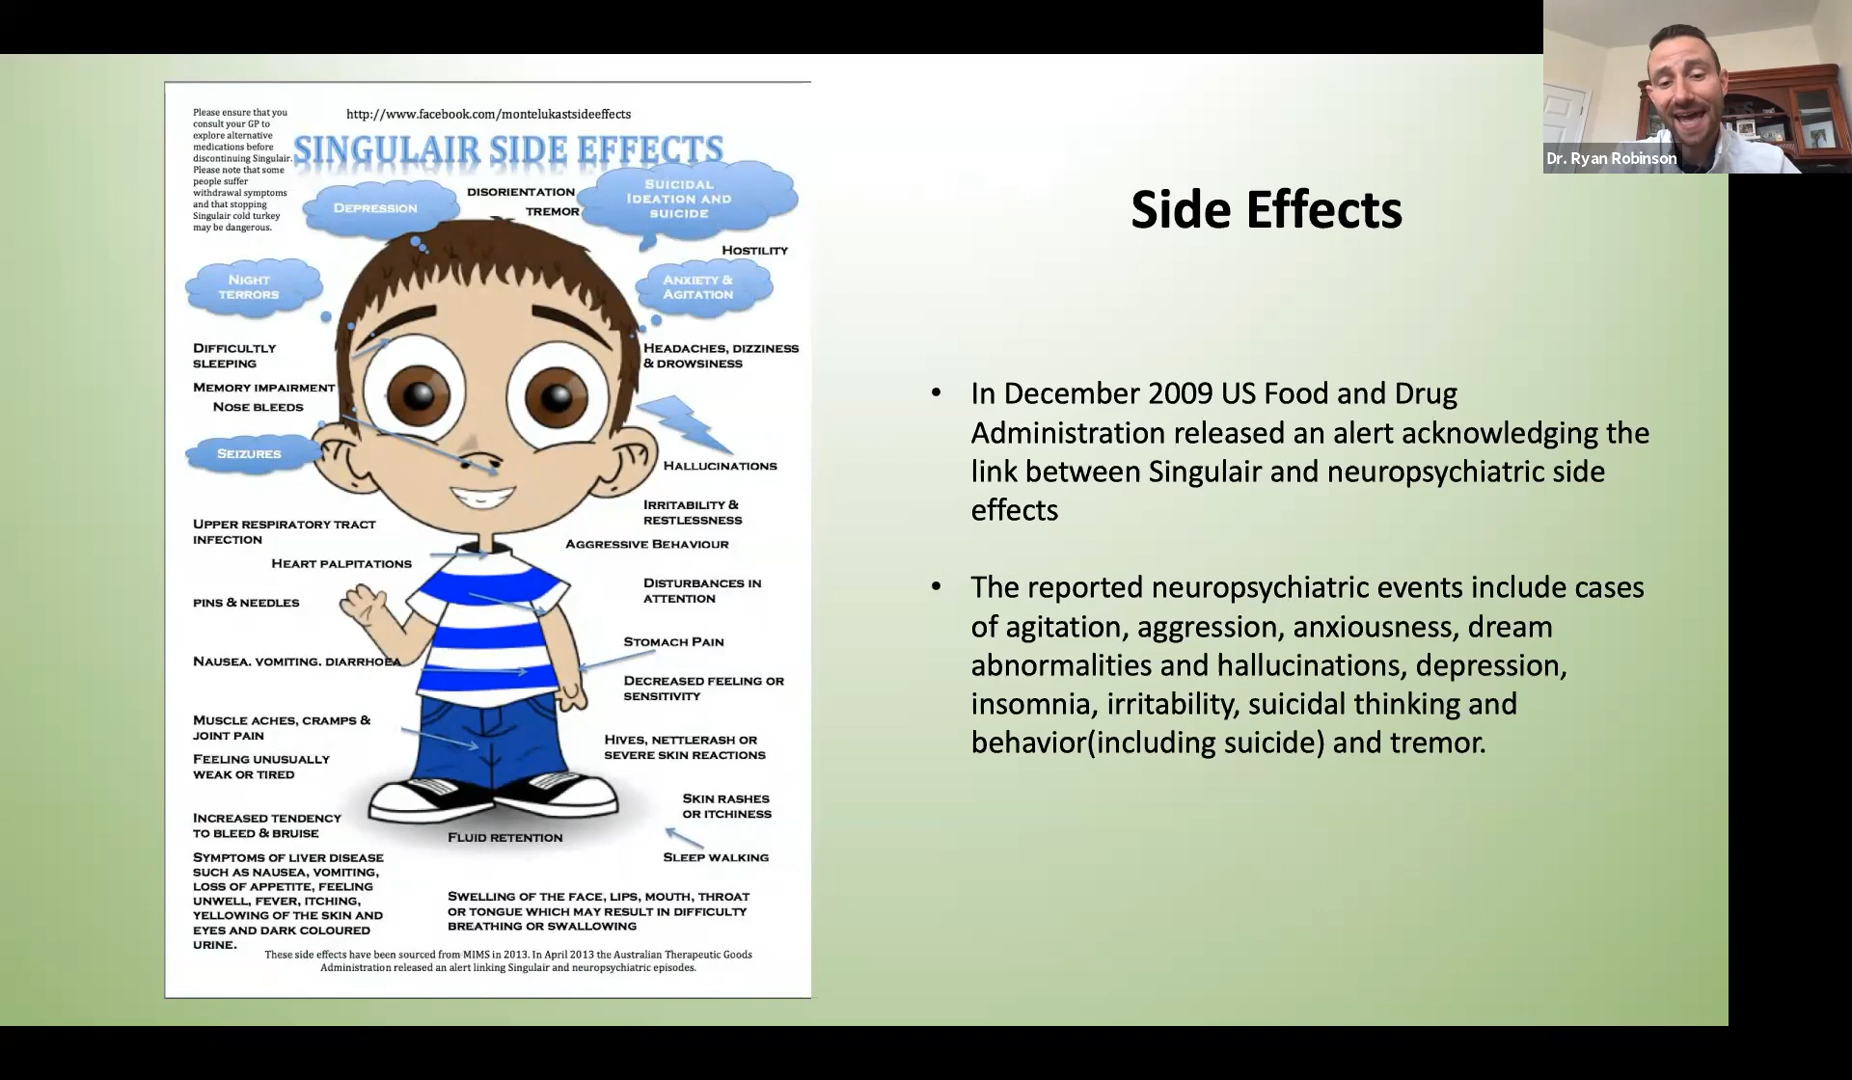 Dr. Ryan Robinson
Please ensure that you
consult your GP to
explore alternative
medications before
discontinuing Singulair.
Please note that some
people suffer
withdrawal symptoms
and that stopping
Singulair cold turkey
may be dangerous.
http://www.facebook.com/montelukastsideeffects
SINGULAIR SIDE EFFECTS
DEPRESSION
DISORIENTATION
TREMOR
SUICIDAL
IDEATION AND
SUICIDE
HOSTILITY
NIGHT
TERRORS
ANXIETY &
AGITATION
DIFFICULTLY
SLEEPING
HEADACHES, DIZZINESS
& DROWSINESS
MEMORY IMPAIRMENT
NOSE BLEEDS
SEIZURES
HALLUCINATIONS
IRRITABILITY &
RESTLESSNESS
UPPER RESPIRATORY TRACT
INFECTION
AGGRESSIVE BEHAVIOUR
HEART PALPITATIONS
DISTURBANCES IN
ATTENTION
PINS & NEEDLES
STOMACH PAIN
NAUSEA. VOMITING. DIARRHOEA
DECREASED FEELING OR
SENSITIVITY
MUSCLE ACHES, CRAMPS &
JOINT PAIN
HIVES, NETTLERASH OR
SEVERE SKIN REACTIONS
FEELING UNUSUALLY
WEAK OR TIRED
SKIN RASHES
OR ITCHINESS
INCREASED TENDENCY
TO BLEED & BRUISE
FLUID RETENTION
SLEEP WALKING
SYMPTOMS OF LIVER DISEASE
SUCH AS NAUSEA, VOMITING,
LOSS OF APPETITE, FEELING
UNWELL, FEVER, ITCHING,
YELLOWING OF THE SKIN AND
EYES AND DARK COLOURED
URINE.
SWELLING OF THE FACE, LIPS, MOUTH, THROAT
OR TONGUE WHICH MAY RESULT IN DIFFICULTY
BREATHING OR SWALLOWING
These side effects have been sourced from MIMS in 2013. In April 2013 the Australian Therapeutic Goods
Administration released an alert linking Singulair and neuropsychiatric episodes.
Side Effects
• In December 2009 US Food and Drug
Administration released an alert acknowledging the
link between Singulair and neuropsychiatric side
effects
• The reported neuropsychiatric events include cases
of agitation, aggression, anxiousness, dream
abnormalities and hallucinations, depression,
insomnia, irritability, suicidal thinking and
behavior(including suicide) and tremor.